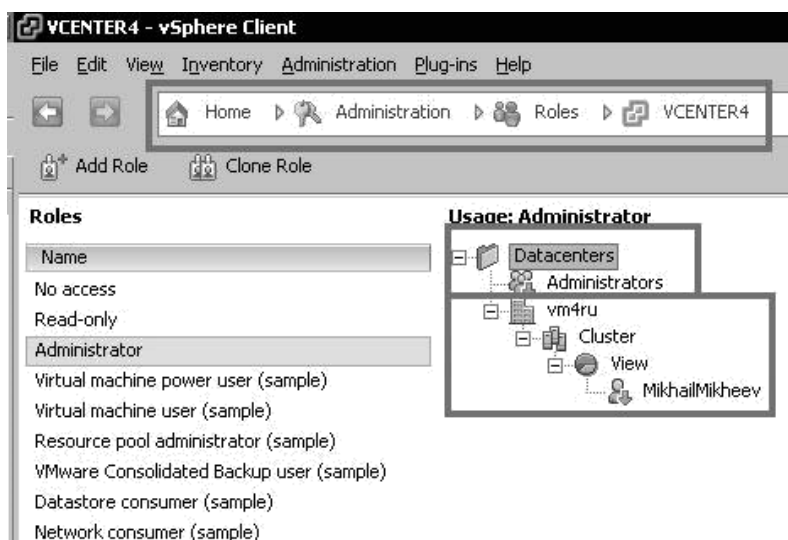 VCENTER4 - vSphere Client
File Edit View Inventory Administration Plug-ins Help
Home Administration Roles VCENTER4
Add Role Clone Role
Roles
Name
No access
Read-only
Administrator
Virtual machine power user (sample)
Virtual machine user (sample)
Resource pool administrator (sample)
VMware Consolidated Backup user (sample)
Datastore consumer (sample)
Network consumer (sample)
Usage: Administrator
Datacenters
Administrators
vm4ru
Cluster
View
MikhailMikheev